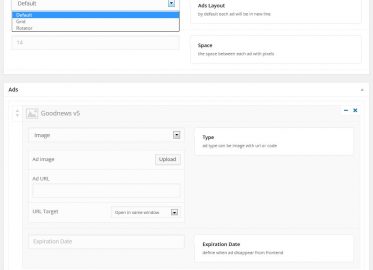 Default
Default
Grid
Rotator
Ads Layout
by default each ad will be in new line
14
Space
the space between each ad with pixels
Ads
Goodnews v5
Image
Type
ad type can be image with url or code
Ad Image
Upload
Ad URL
URL Target
Open in same window
Expiration Date
Expiration Date
define when ad disappear from frontend